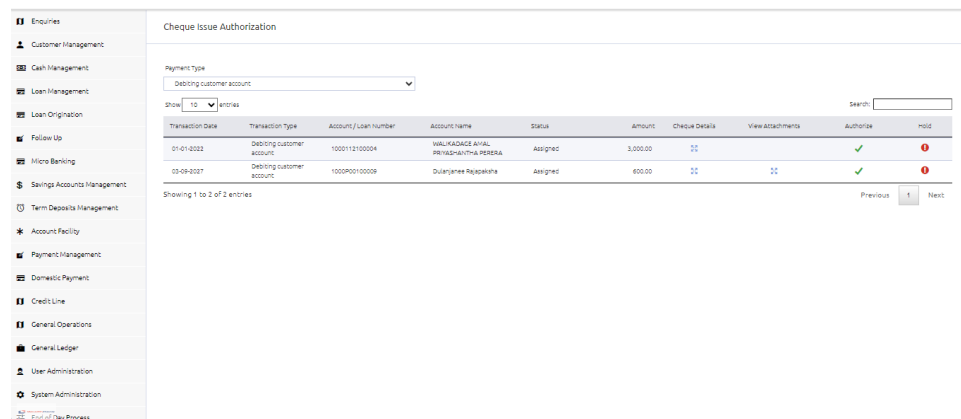 Enquiries
Customer Management
Cash Management
Loan Management
Loan Origination
Follow Up
Micro Banking
Savings Accounts Management
Term Deposits Management
Account Facility
Payment Management
Domestic Payment
Credit Line
General Operations
General Ledger
User Administration
System Administration
End of Day Process
Cheque Issue Authorization
Payment Type
Debiting customer account
Show 10 entries
Search:
Transaction Date Transaction Type Account / Loan Number Account Name Status Amount Cheque Details View Attachments Authorize Hold
01-01-2022 Debiting customer account 1000112100004 WALIKADAGE AMAL PRIYASHANTHA PERERA Assigned 3,000.00
03-09-2027 Debiting customer account 1000P00100009 Dulanjanee Rajapaksha Assigned 600.00
Showing 1 to 2 of 2 entries
Previous 1 Next